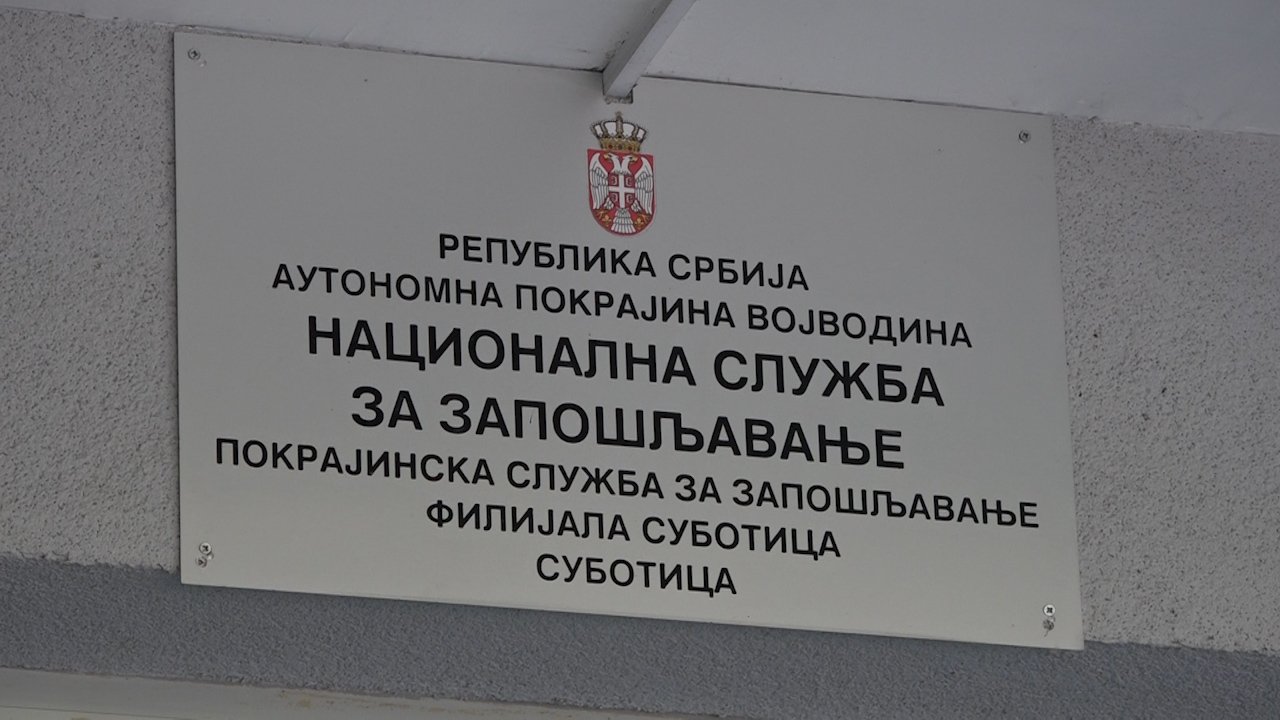 РЕПУБЛИКА СРБИЈА
АУТОНОМНА ПОКРАЈИНА ВОЈВОДИНА
НАЦИОНАЛНА СЛУЖБА
ЗА ЗАПОШЉАВАЊЕ
ПОКРАЈИНСКА СЛУЖБА ЗА ЗАПОШЉАВАЊЕ
ФИЛИЈАЛА СУБОТИЦА
СУБОТИЦА